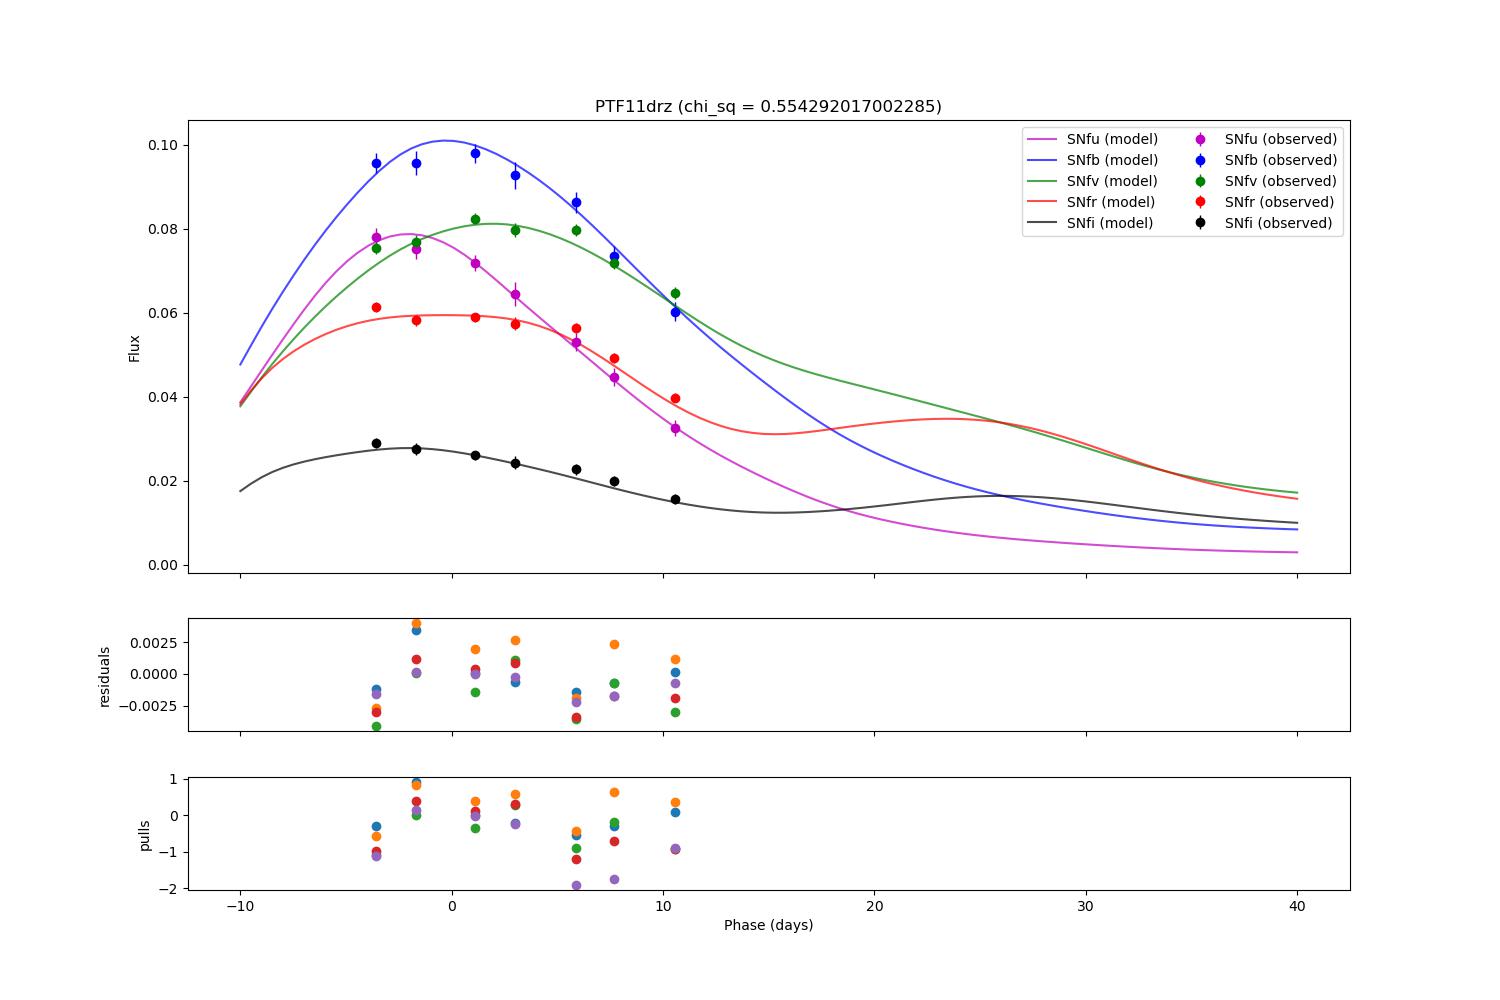 PTF11drz (chi_sq = 0.554292017002285)
SNfu (model) SNfu (observed)
SNfb (model) SNfb (observed)
SNfv (model) SNfv (observed)
SNfr (model) SNfr (observed)
SNfi (model) SNfi (observed)
Flux
0.10
0.08
0.06
0.04
0.02
0.00
residuals
0.0025
0.0000
−0.0025
pulls
1
0
−1
−2
−10 0 10 20 30 40
Phase (days)